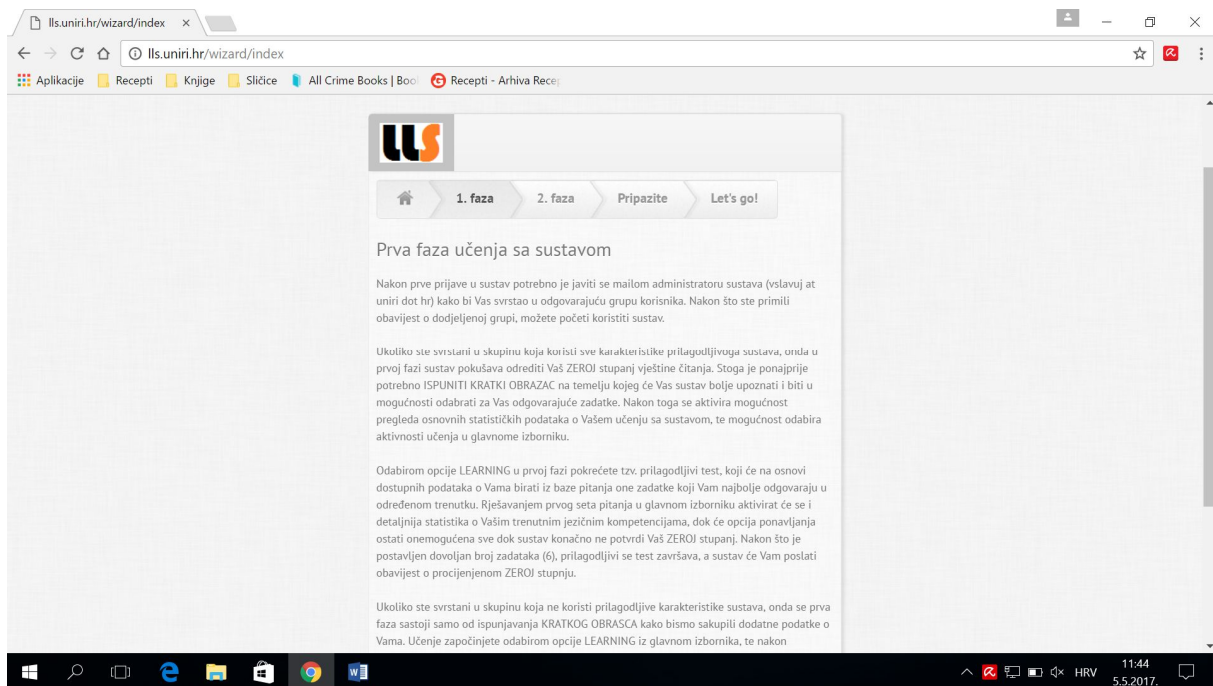 lls.uniri.hr/wizard/index
lls.uniri.hr/wizard/index
Aplikacije Recepti Knjige Sličice All Crime Books | Boo Recepti - Arhiva Recep
LLS
1. faza 2. faza Pripazite Let's go!
Prva faza učenja sa sustavom
Nakon prve prijave u sustav potrebno je javiti se mailom administratoru sustava (vslavuj at
uniri dot hr) kako bi Vas svrstao u odgovarajuću grupu korisnika. Nakon što ste primili
obavijest o dodjeljenoj grupi, možete početi koristiti sustav.
Ukoliko ste svrstani u skupinu koja koristi sve karakteristike prilagodljivoga sustava, onda u
prvoj fazi sustav pokušava odrediti Vaš ZEROJ stupanj vještine čitanja. Stoga je ponajprije
potrebno ISPUNITI KRATKI OBRAZAC na temelju kojeg će Vas sustav bolje upoznati i biti u
mogućnosti odabrati za Vas odgovarajuće zadatke. Nakon toga se aktivira mogućnost
pregleda osnovnih statističkih podataka o Vašem učenju sa sustavom, te mogućnost odabira
aktivnosti učenja u glavnome izborniku.
Odabirom opcije LEARNING u prvoj fazi pokrećete tzv. prilagodljivi test, koji će na osnovi
dostupnih podataka o Vama birati iz baze pitanja one zadatke koji Vam najbolje odgovaraju u
određenom trenutku. Rješavanjem prvog seta pitanja u glavnom izborniku aktivirat će se i
detaljnija statistika o Vašim trenutnim jezičnim kompetencijama, dok će opcija ponavljanja
ostati onemogućena sve dok sustav konačno ne potvrdi Vaš ZEROJ stupanj. Nakon što je
postavljen dovoljan broj zadataka (6), prilagodljivi se test završava, a sustav će Vam poslati
obavijest o procijenjenom ZEROJ stupnju.
Ukoliko ste svrstani u skupinu koja ne koristi prilagodljive karakteristike sustava, onda se prva
faza sastoji samo od ispunjavanja KRATKOG OBRASCA kako bismo sakupili dodatne podatke o
Vama. Učenje započinjete odabirom opcije LEARNING iz glavnom izbornika, te nakon
HRV 11:44
5.5.2017.